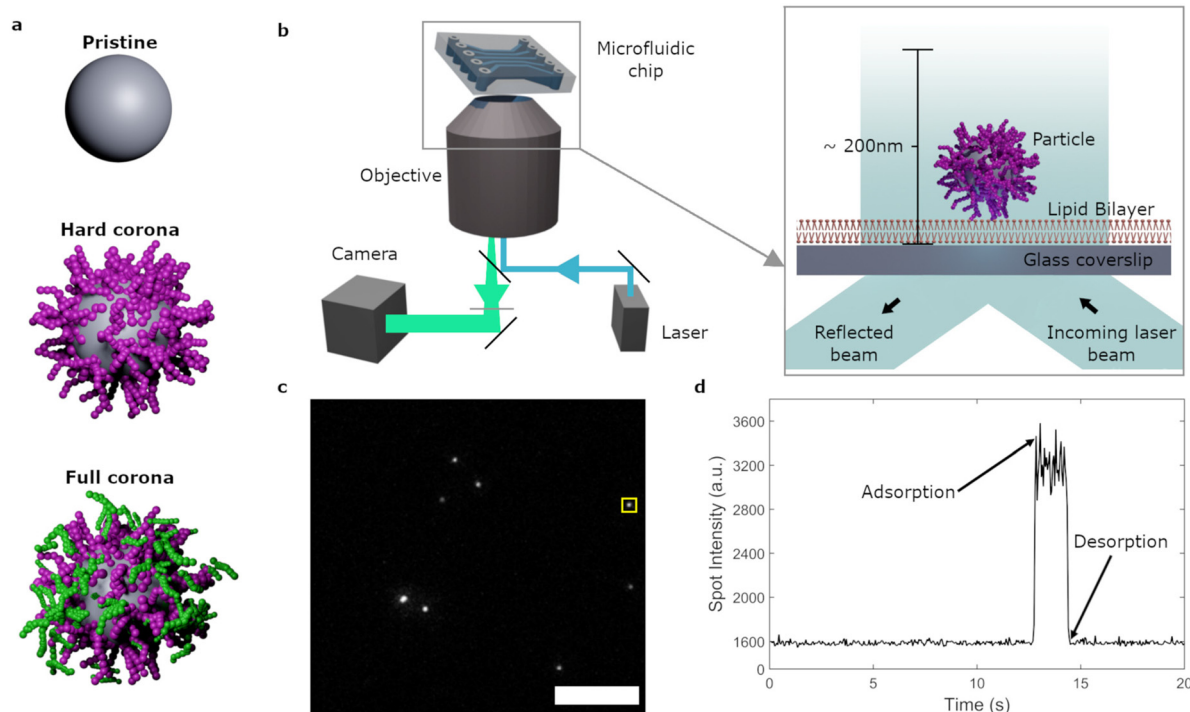 a
Pristine
Hard corona
Full corona
b
Microfluidic
chip
Objective
Camera
Laser
~ 200nm
Particle
Lipid Bilayer
Glass coverslip
Reflected
beam
Incoming laser
beam
c
d
Spot Intensity (a.u.)
3600
3200
2800
2400
2000
1600
1600
Adsorption
Desorption
0
5
10
15
20
Time (s)